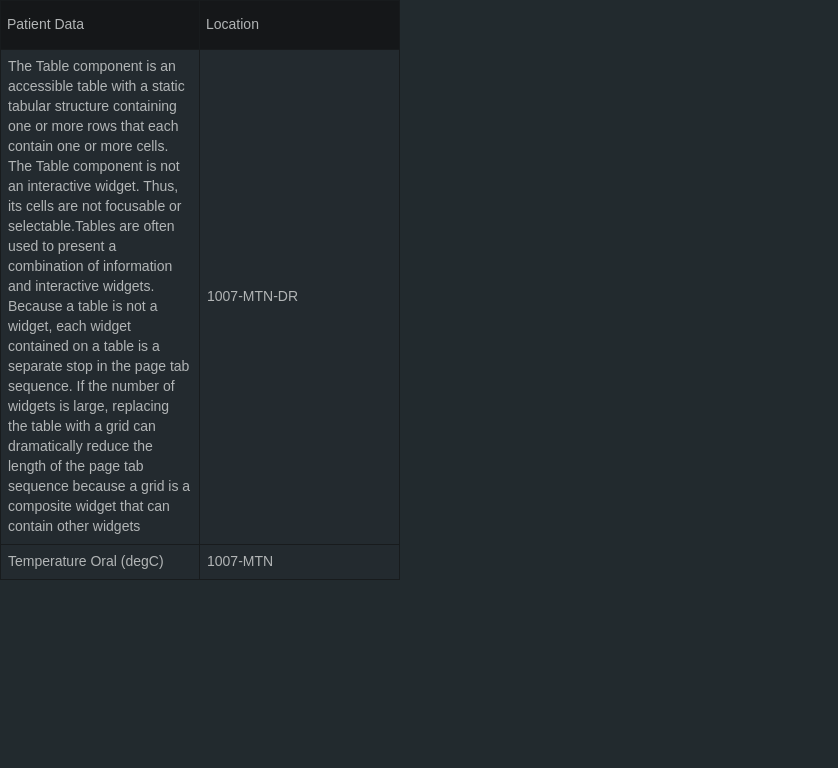 Patient Data
Location
The Table component is an
accessible table with a static
tabular structure containing
one or more rows that each
contain one or more cells.
The Table component is not
an interactive widget. Thus,
its cells are not focusable or
selectable.Tables are often
used to present a
combination of information
and interactive widgets.
Because a table is not a
widget, each widget
contained on a table is a
separate stop in the page tab
sequence. If the number of
widgets is large, replacing
the table with a grid can
dramatically reduce the
length of the page tab
sequence because a grid is a
composite widget that can
contain other widgets
1007-MTN-DR
Temperature Oral (degC)
1007-MTN